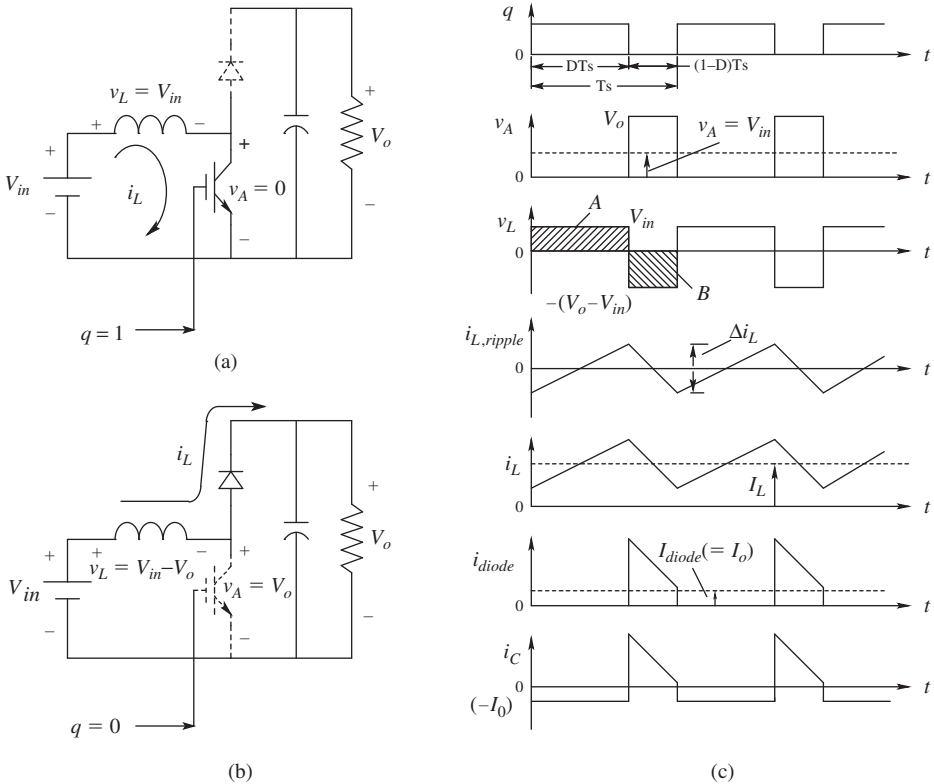 v_L = V_in
+ −
+
V_in
−
i_L
+
v_A = 0
−
+
V_o
−
q = 1
(a)
i_L
+
V_in
−
+ −
v_L = V_in − V_o
+
v_A = V_o
−
+
V_o
−
q = 0
(b)
q
0
t
DTs
(1–D)Ts
Ts
v_A
V_o
v_A = V_in
0
t
v_L
A
V_in
0
t
B
−(V_o − V_in)
i_L,ripple
Δi_L
0
t
i_L
I_L
0
t
i_diode
I_diode(= I_o)
0
t
i_C
0
t
(−I_0)
(c)